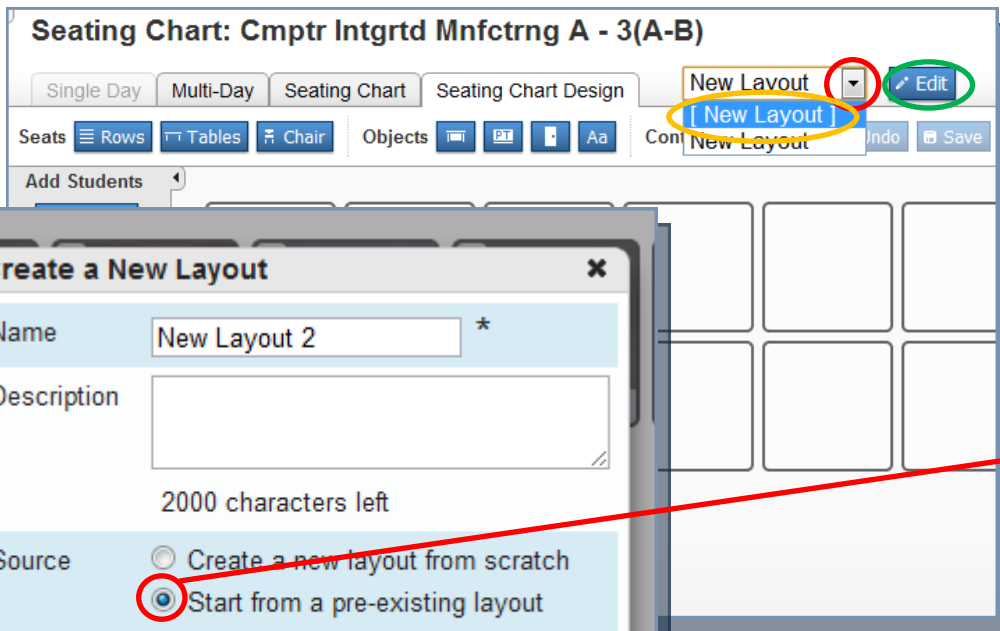 Seating Chart: Cmptr Intgrtd Mnfctrng A - 3(A-B)
Single Day Multi-Day Seating Chart Seating Chart Design New Layout Edit
[ New Layout ]
New Layout
Seats Rows Tables Chair Objects PT Aa Con Undo Save
Add Students
reate a New Layout
Name New Layout 2 *
Description
2000 characters left
Source Create a new layout from scratch
Start from a pre-existing layout